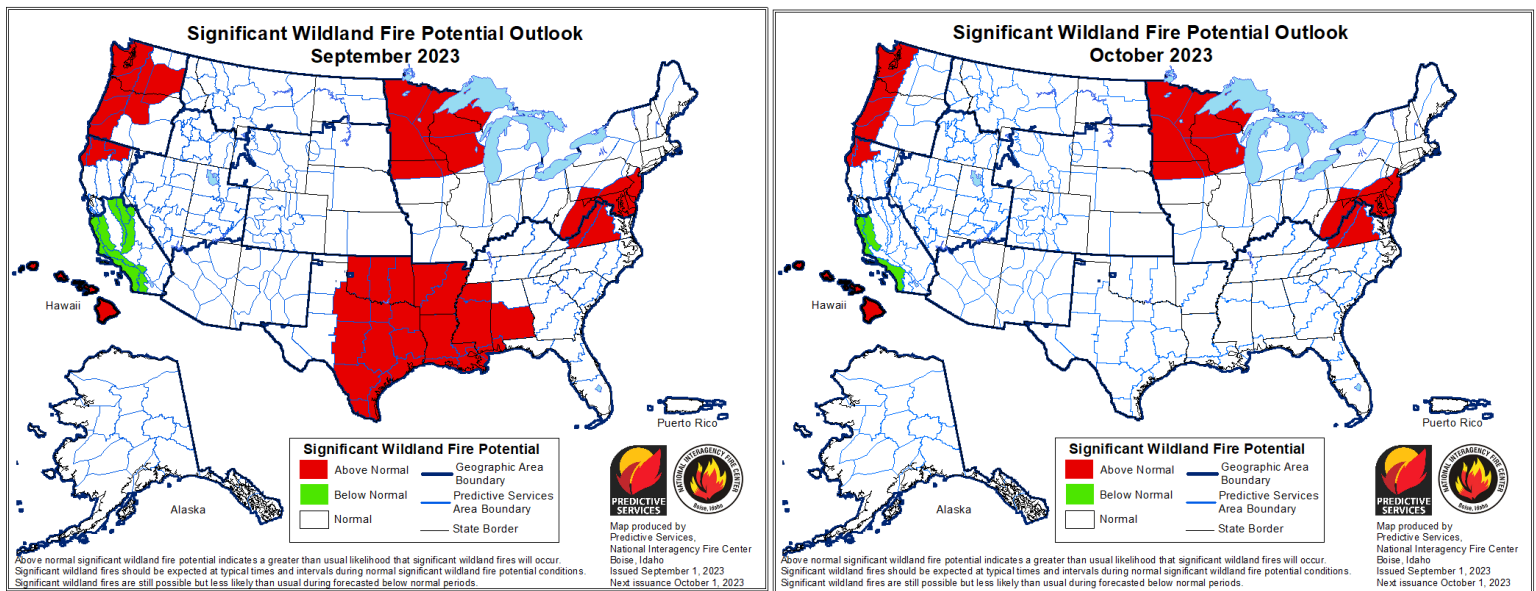 Significant Wildland Fire Potential Outlook
September 2023
Hawaii
Alaska
Puerto Rico
Significant Wildland Fire Potential
Above Normal
Below Normal
Normal
Geographic Area
Boundary
Predictive Services
Area Boundary
State Border
PREDICTIVE
SERVICES
NATIONAL INTERAGENCY FIRE CENTER
Boise, Idaho
Map produced by
Predictive Services,
National Interagency Fire Center
Boise, Idaho
Issued September 1, 2023
Next issuance October 1, 2023
Above normal significant wildland fire potential indicates a greater than usual likelihood that significant wildland fires will occur.
Significant wildland fires should be expected at typical times and intervals during normal significant wildland fire potential conditions.
Significant wildland fires are still possible but less likely than usual during forecasted below normal periods.
Significant Wildland Fire Potential Outlook
October 2023
Hawaii
Alaska
Puerto Rico
Significant Wildland Fire Potential
Above Normal
Below Normal
Normal
Geographic Area
Boundary
Predictive Services
Area Boundary
State Border
PREDICTIVE
SERVICES
NATIONAL INTERAGENCY FIRE CENTER
Boise, Idaho
Map produced by
Predictive Services,
National Interagency Fire Center
Boise, Idaho
Issued September 1, 2023
Next issuance October 1, 2023
Above normal significant wildland fire potential indicates a greater than usual likelihood that significant wildland fires will occur.
Significant wildland fires should be expected at typical times and intervals during normal significant wildland fire potential conditions.
Significant wildland fires are still possible but less likely than usual during forecasted below normal periods.